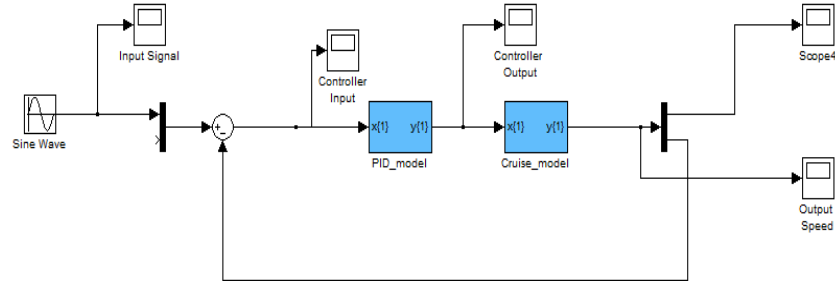 Input Signal
Sine Wave
Controller
Input
x{1} y{1}
PID_model
Controller
Output
x{1} y{1}
Cruise_model
Scope4
Output
Speed